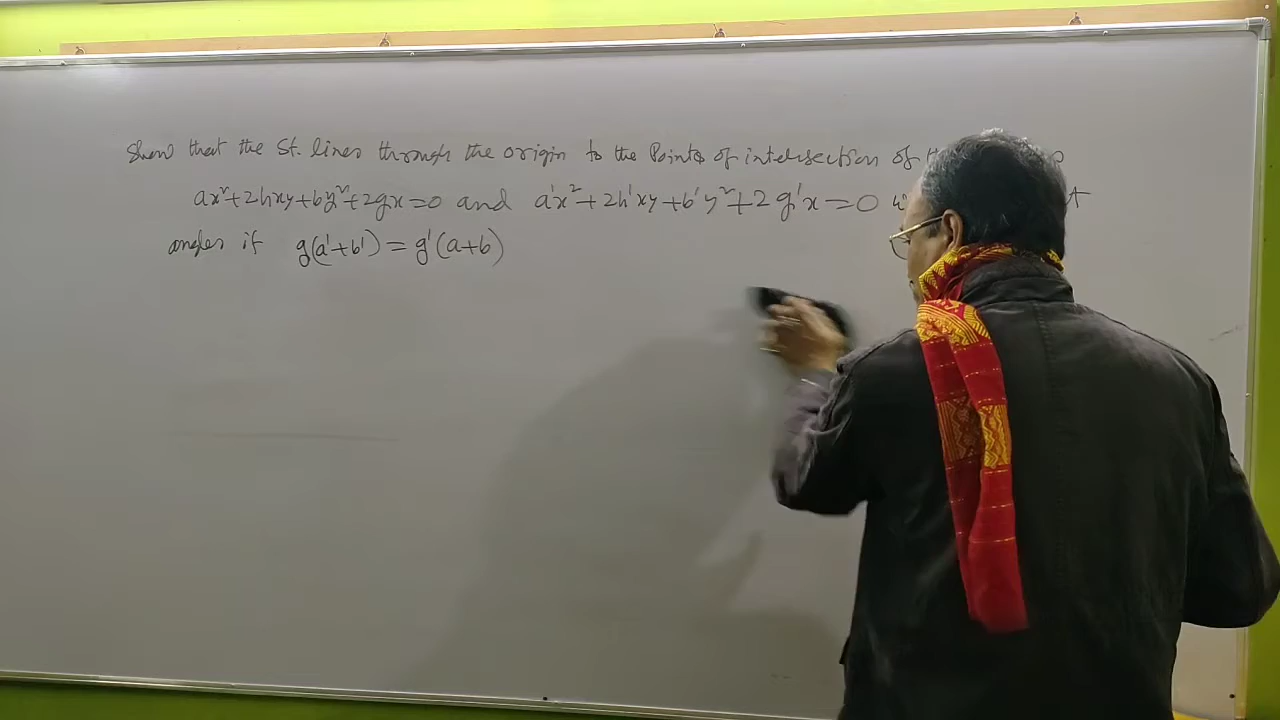 Show that the St. lines through the origin to the Points of intersection of
ax²+2hxy+by²+2gx=0 and a'x²+2h'xy+b'y²+2g'x=0
angles if g(a'+b')=g'(a+b)